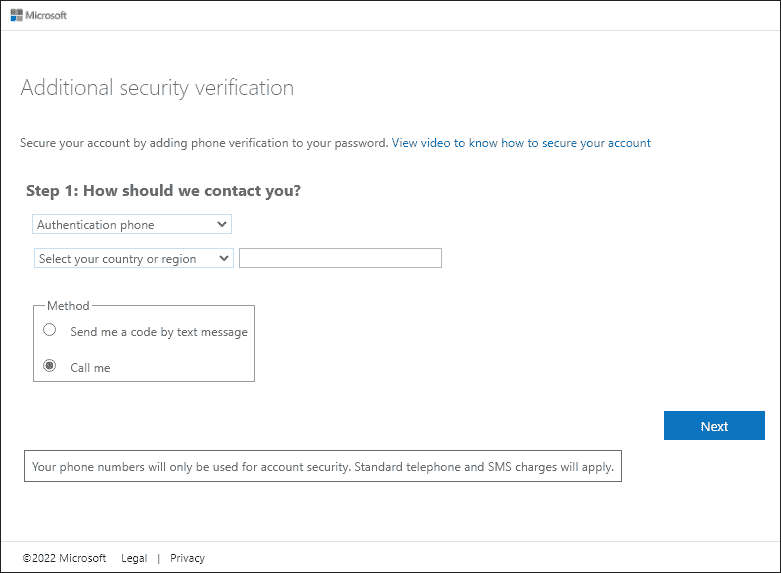 Microsoft
Additional security verification
Secure your account by adding phone verification to your password. View video to know how to secure your account
Step 1: How should we contact you?
Authentication phone
Select your country or region
Method
Send me a code by text message
Call me
Next
Your phone numbers will only be used for account security. Standard telephone and SMS charges will apply.
©2022 Microsoft Legal | Privacy